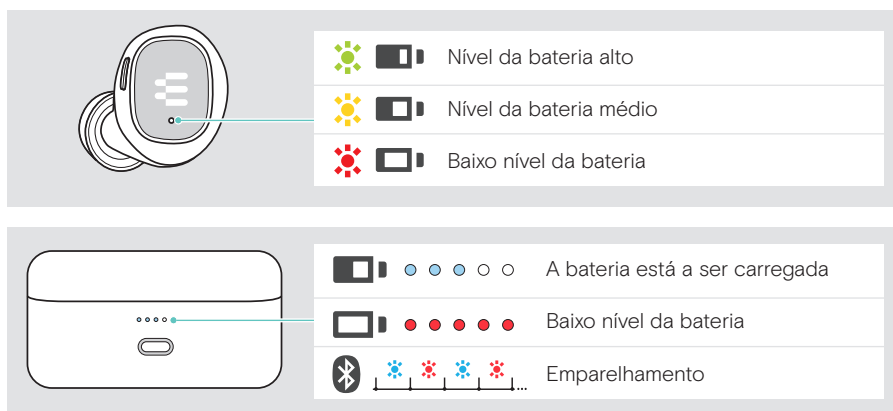 Nível da bateria alto
Nível da bateria médio
Baixo nível da bateria
A bateria está a ser carregada
Baixo nível da bateria
... Emparelhamento